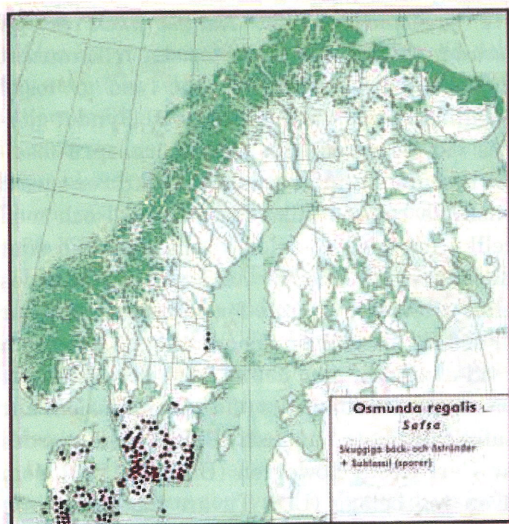 Osmunda regalis L.
Safsa
Skuggiga bäck- och åstränder
+ Subfossil (sporer)